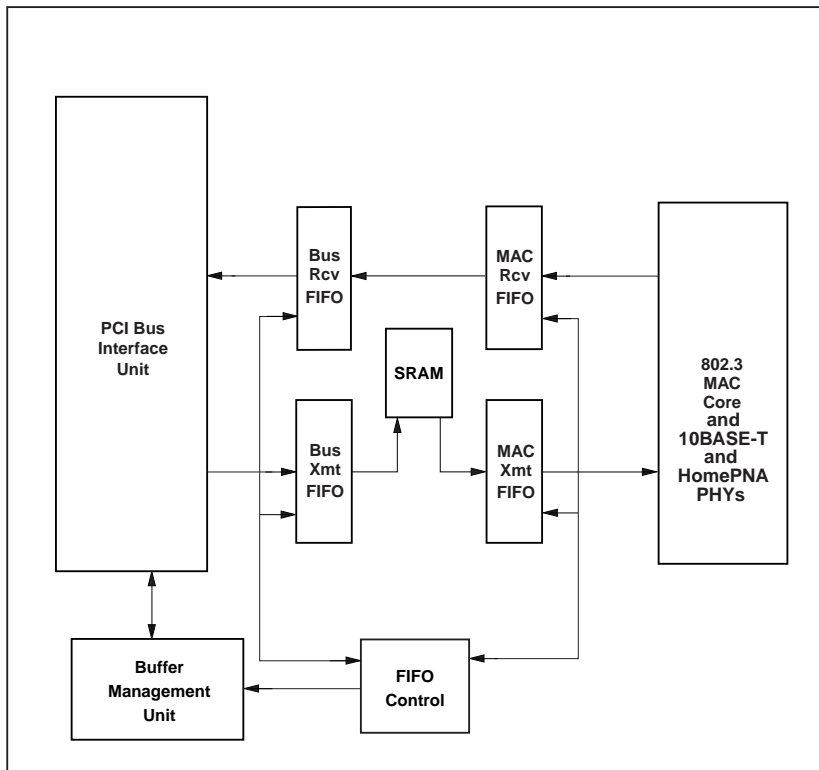 Bus
Rcv
FIFO
MAC
Rcv
FIFO
PCI Bus
Interface
Unit
SRAM
802.3
MAC
Core
and
10BASE-T
and
HomePNA
PHYs
Bus
Xmt
FIFO
MAC
Xmt
FIFO
Buffer
Management
Unit
FIFO
Control